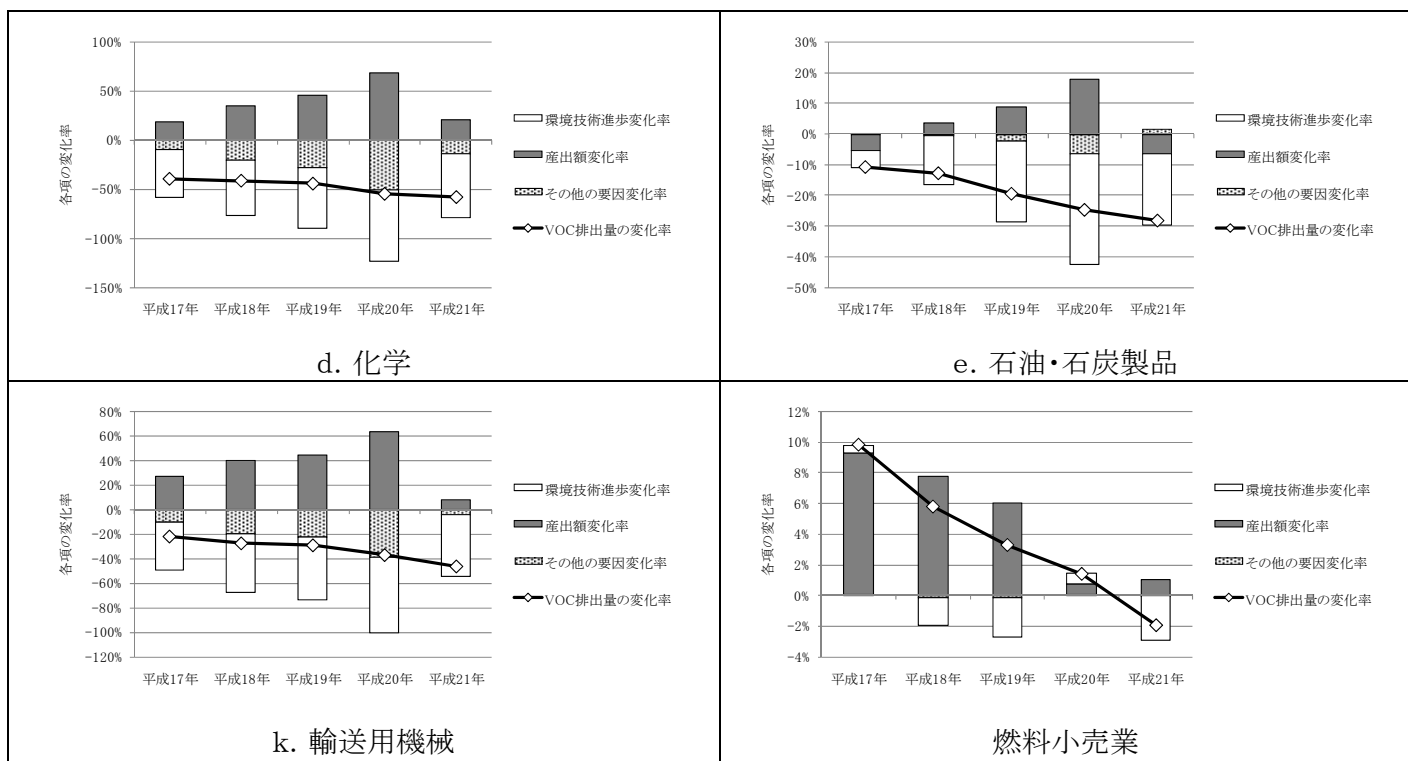 100%
50%
0%
-50%
-100%
-150%
各項の変化率
平成17年 平成18年 平成19年 平成20年 平成21年
環境技術進歩変化率
産出額変化率
その他の要因変化率
VOC排出量の変化率
d. 化学
30%
20%
10%
0%
-10%
-20%
-30%
-40%
-50%
各項の変化率
平成17年 平成18年 平成19年 平成20年 平成21年
環境技術進歩変化率
産出額変化率
その他の要因変化率
VOC排出量の変化率
e. 石油・石炭製品
80%
60%
40%
20%
0%
-20%
-40%
-60%
-80%
-100%
-120%
各項の変化率
平成17年 平成18年 平成19年 平成20年 平成21年
環境技術進歩変化率
産出額変化率
その他の要因変化率
VOC排出量の変化率
k. 輸送用機械
12%
10%
8%
6%
4%
2%
0%
-2%
-4%
各項の変化率
平成17年 平成18年 平成19年 平成20年 平成21年
環境技術進歩変化率
産出額変化率
その他の要因変化率
VOC排出量の変化率
燃料小売業